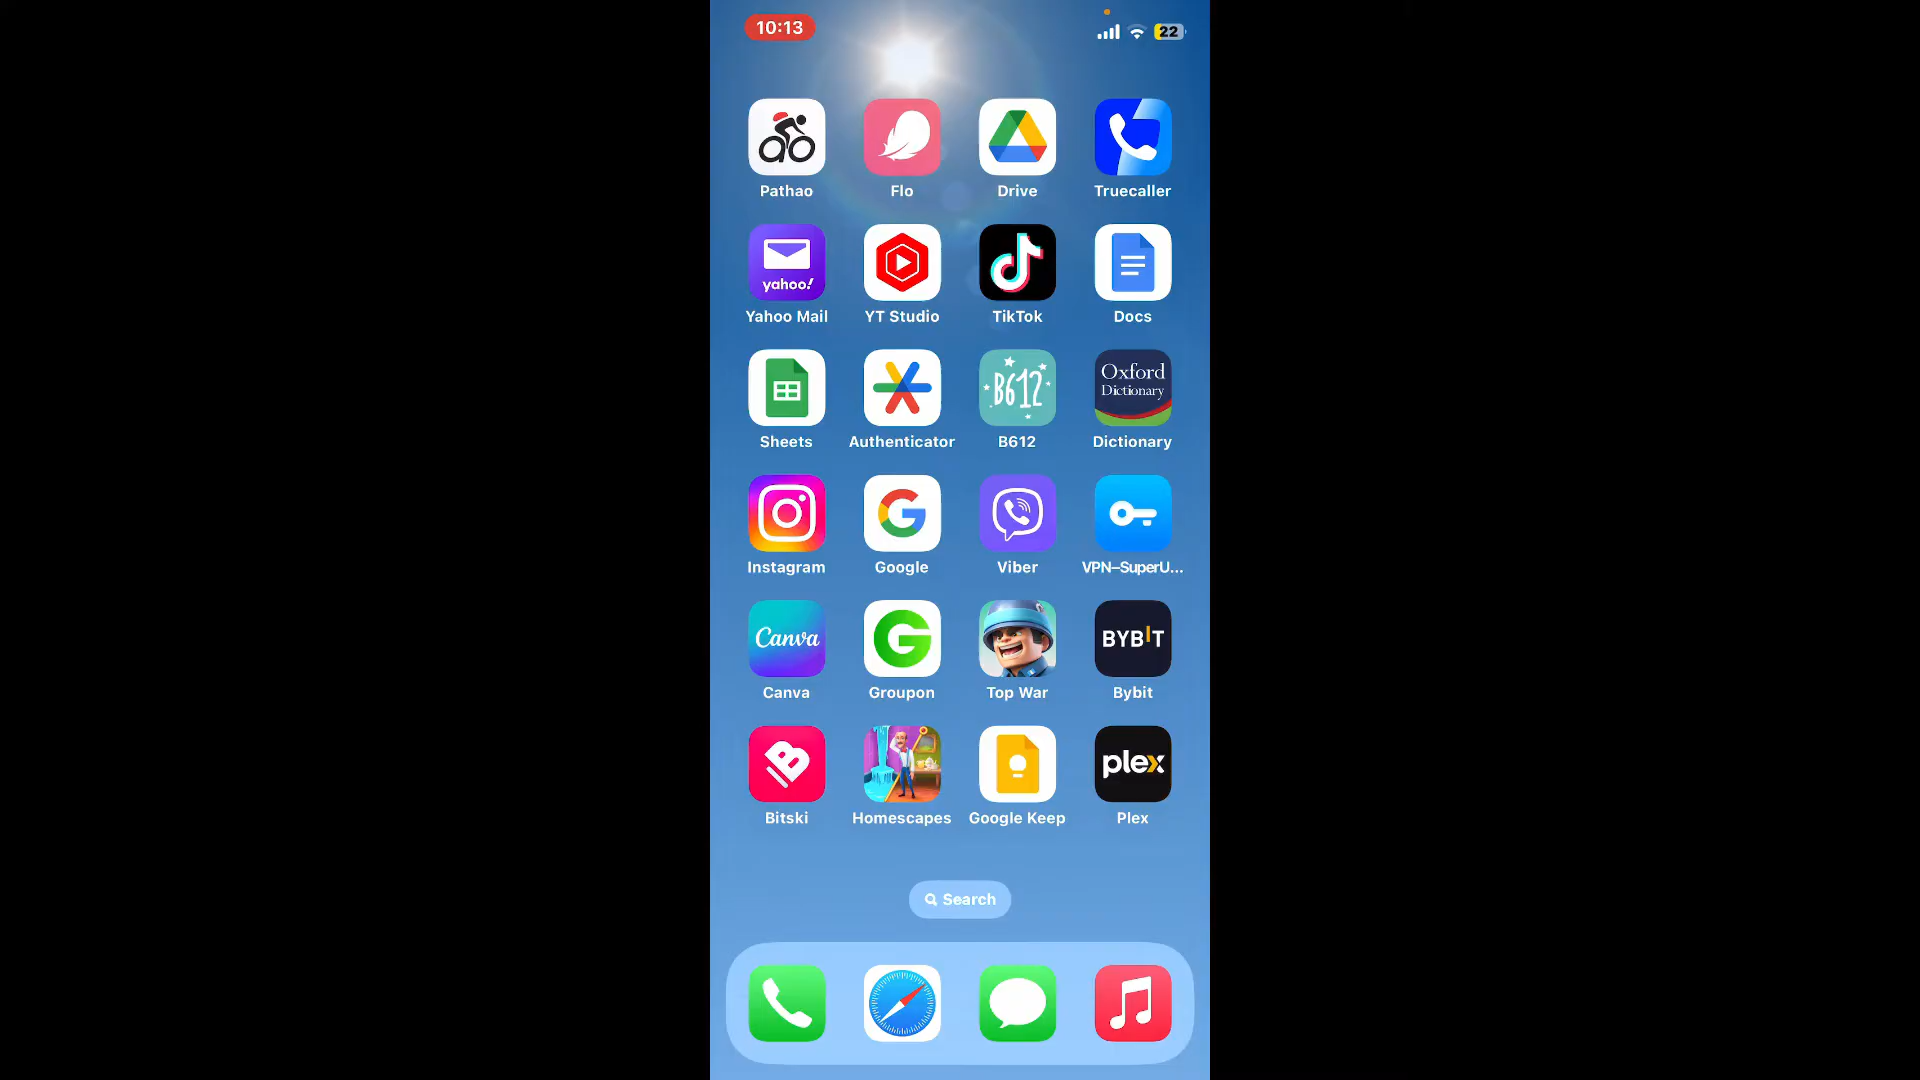 10:13
22
Pathao
Flo
Drive
Truecaller
yahoo!
Yahoo Mail
YT Studio
TikTok
Docs
B612
Oxford
Dictionary
Sheets
Authenticator
B612
Dictionary
Instagram
Google
Viber
VPN–SuperU...
Canva
BYBIT
Canva
Groupon
Top War
Bybit
plex
Bitski
Homescapes
Google Keep
Plex
Search